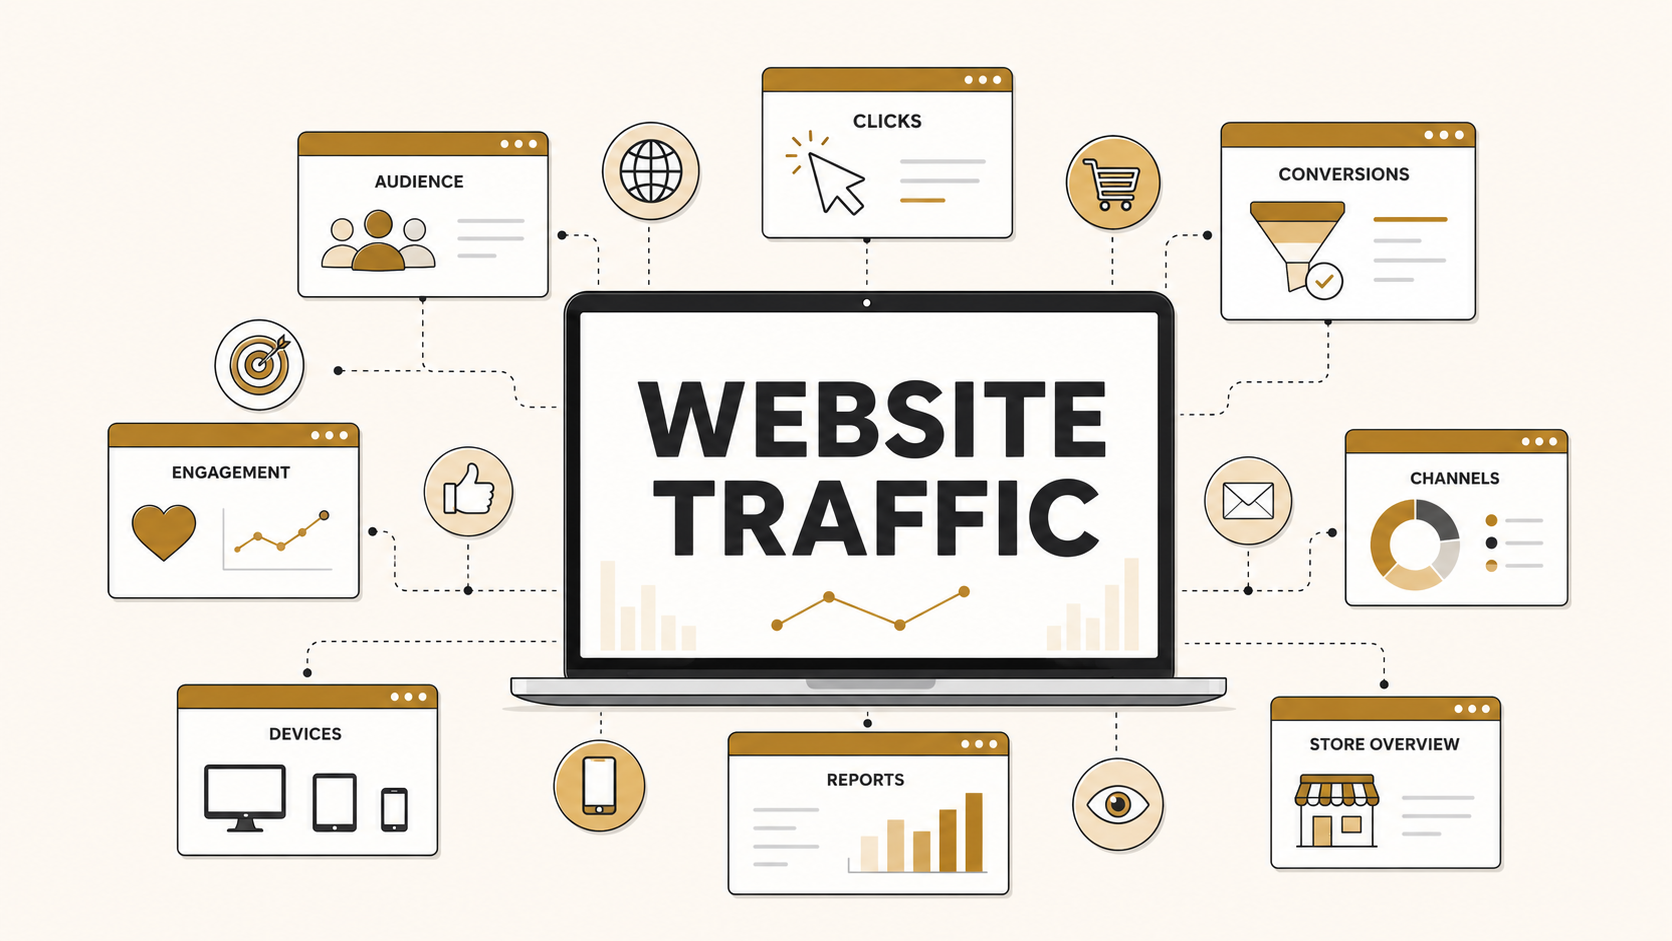 CLICKS
AUDIENCE
CONVERSIONS
WEBSITE
TRAFFIC
ENGAGEMENT
CHANNELS
DEVICES
REPORTS
STORE OVERVIEW